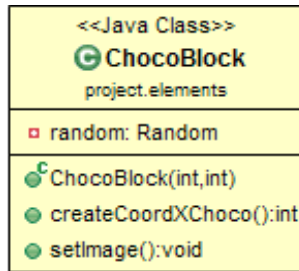 <<Java Class>>
ChocoBlock
project.elements
random: Random
ChocoBlock(int,int)
createCoordXChoco():int
setImage():void